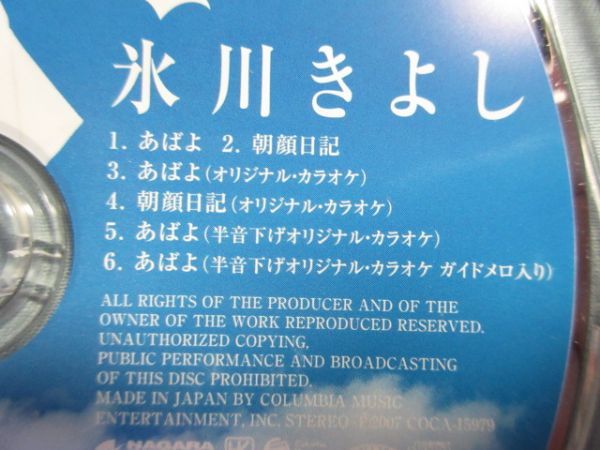 氷川きよし
1. あばよ 2. 朝顔日記
3. あばよ(オリジナル・カラオケ)
4. 朝顔日記(オリジナル・カラオケ)
5. あばよ(半音下げオリジナル・カラオケ)
6. あばよ(半音下げオリジナル・カラオケ ガイドメロ入り)
ALL RIGHTS OF THE PRODUCER AND OF THE
OWNER OF THE WORK REPRODUCED RESERVED.
UNAUTHORIZED COPYING,
PUBLIC PERFORMANCE AND BROADCASTING
OF THIS DISC PROHIBITED.
MADE IN JAPAN BY COLUMBIA MUSIC
ENTERTAINMENT, INC. STEREO ℗2007 COCA-15979
NAGARA